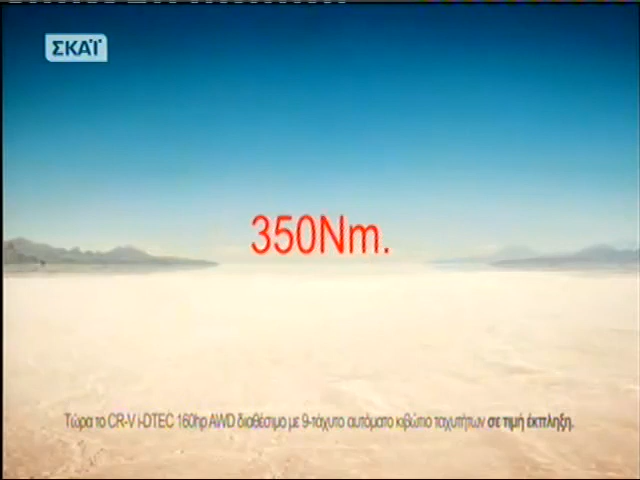 ΣΚΑΪ
350Nm.
Τώρα το CR-V i-DTEC 160hp AWD διαθέσιμο με 9-τάχυτο αυτόματο κιβώτιο ταχυτήτων σε τιμή έκπληξη.